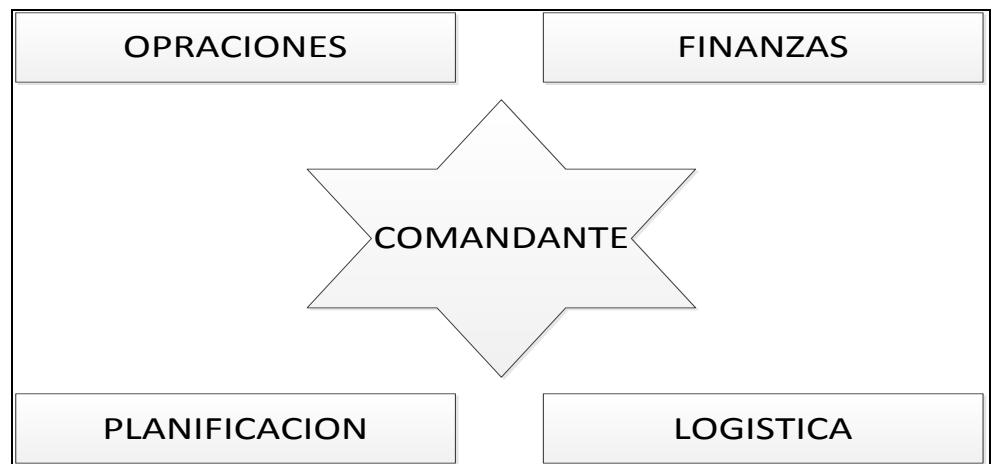 OPRACIONES
FINANZAS
COMANDANTE
PLANIFICACION
LOGISTICA